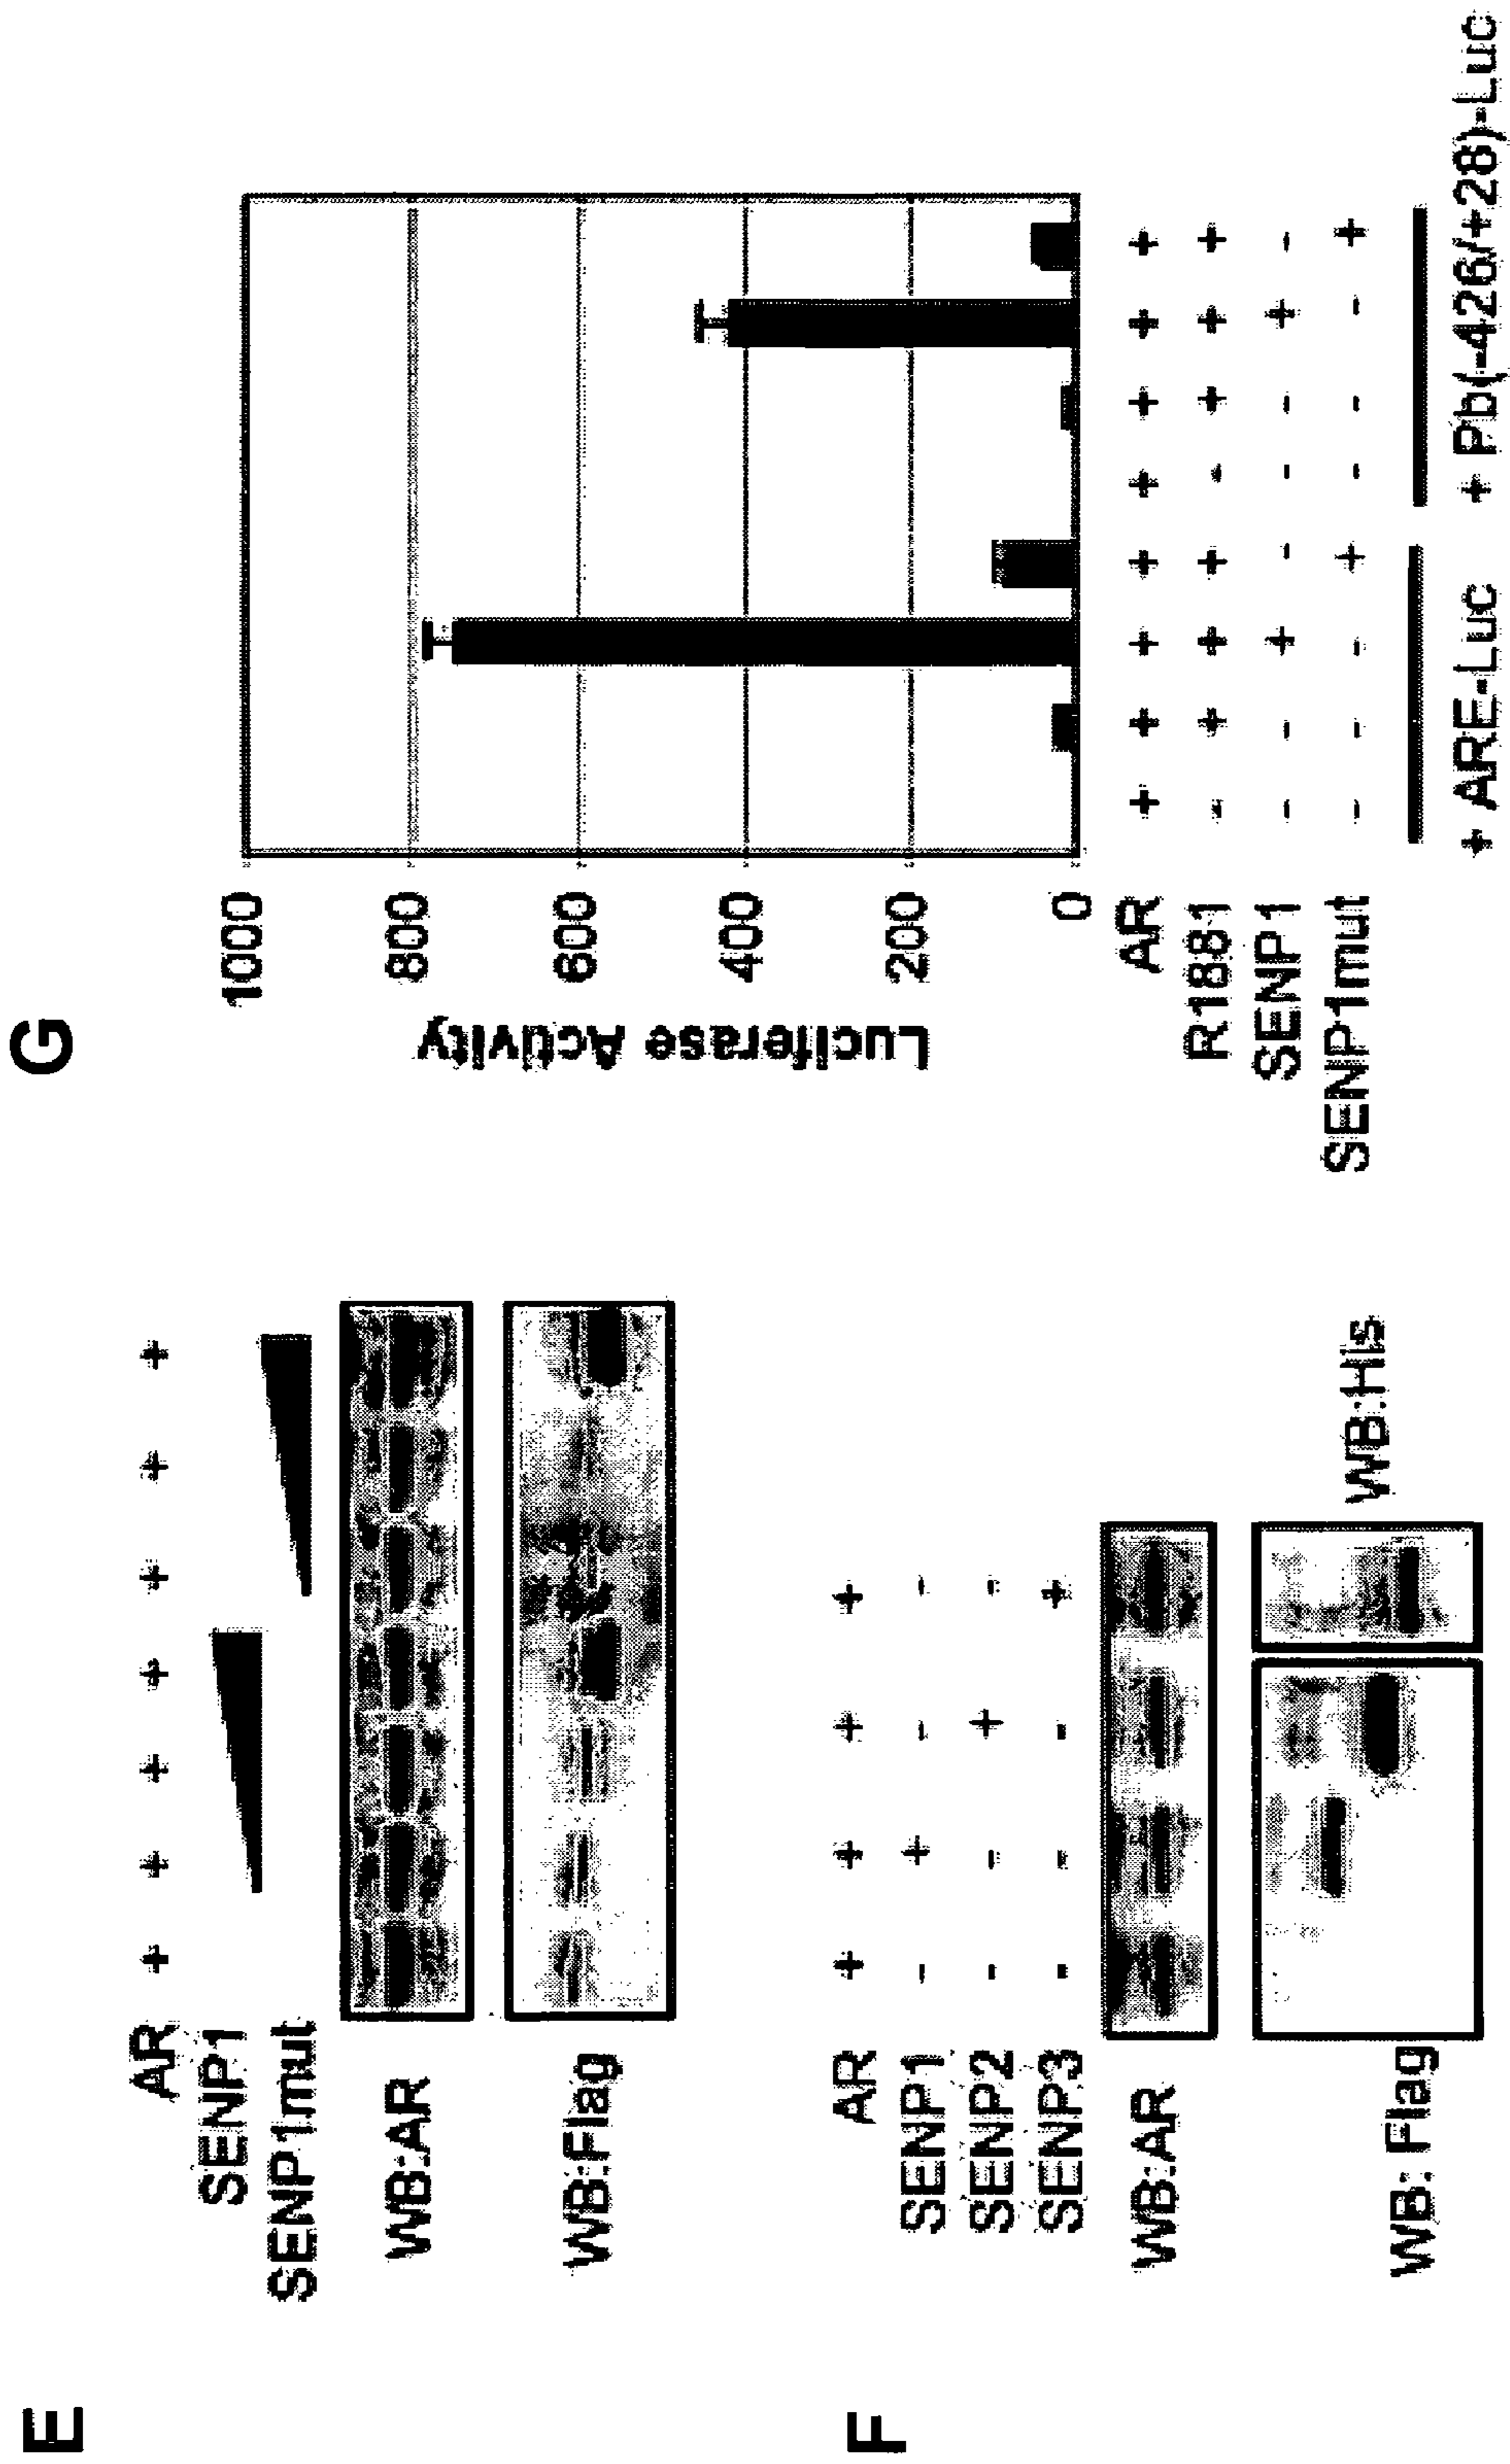 E
AR + + + + + + +
SENP1
SENP1mut
WB:AR
WB:Flag
F
AR + + + +
SENP1 - + - -
SENP2 - - + -
SENP3 - - - +
WB:AR
WB: Flag
WB:His
G
Luciferase Activity
1000
800
600
400
200
0
AR + + + + + + + +
R1881 - + + + - + + +
SENP1 - - + - - - + -
SENP1mut - - - + - - - +
+ ARE-Luc + Pb(-426/+28)-Luc